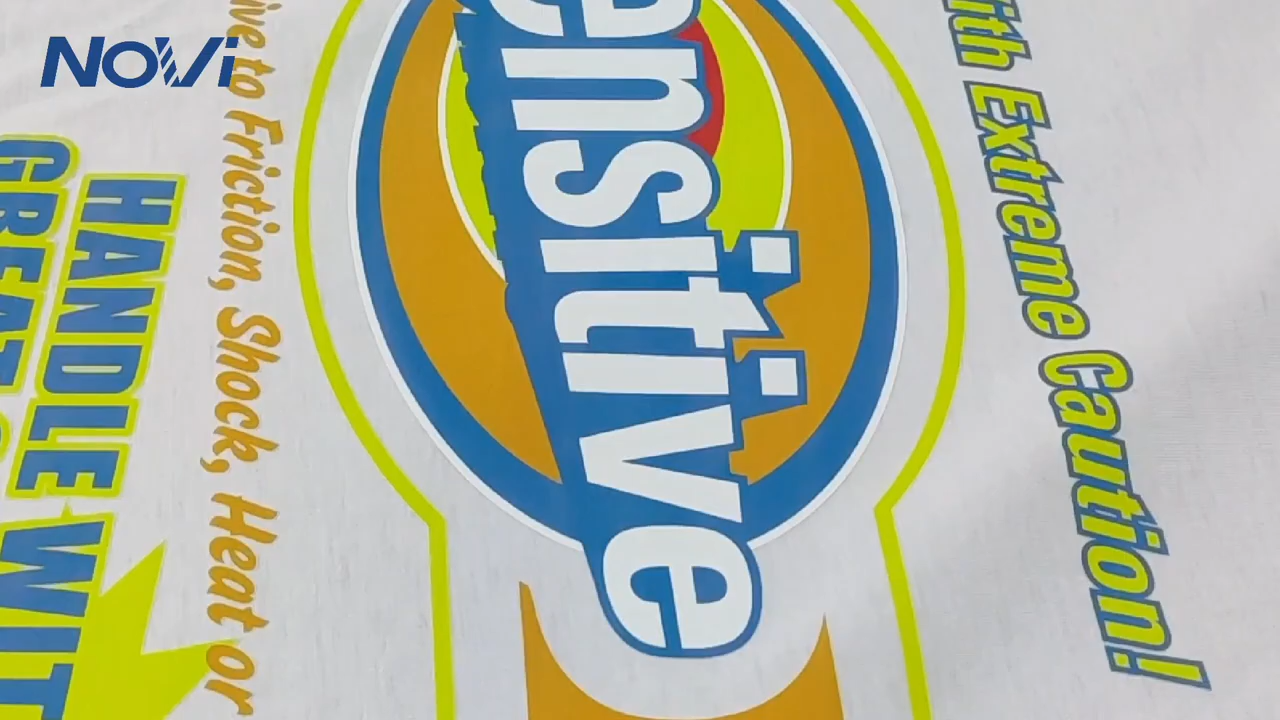 NOVi
ith Extreme Caution!
ensitive
ive to Friction, Shock, Heat or
HANDLE WIT
GREAT